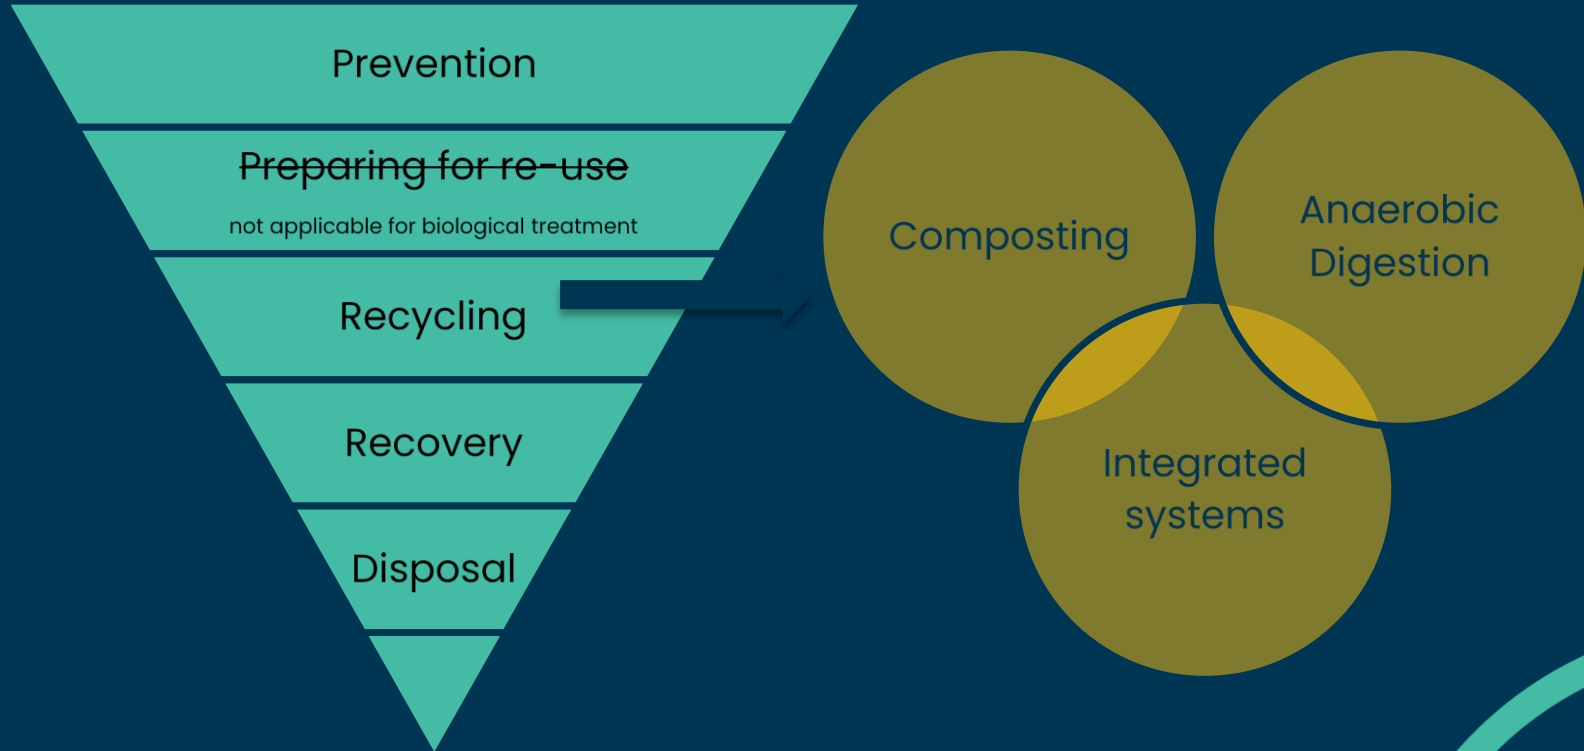 Prevention
Preparing for re-use
not applicable for biological treatment
Recycling
Recovery
Disposal
Composting
Anaerobic
Digestion
Integrated
systems